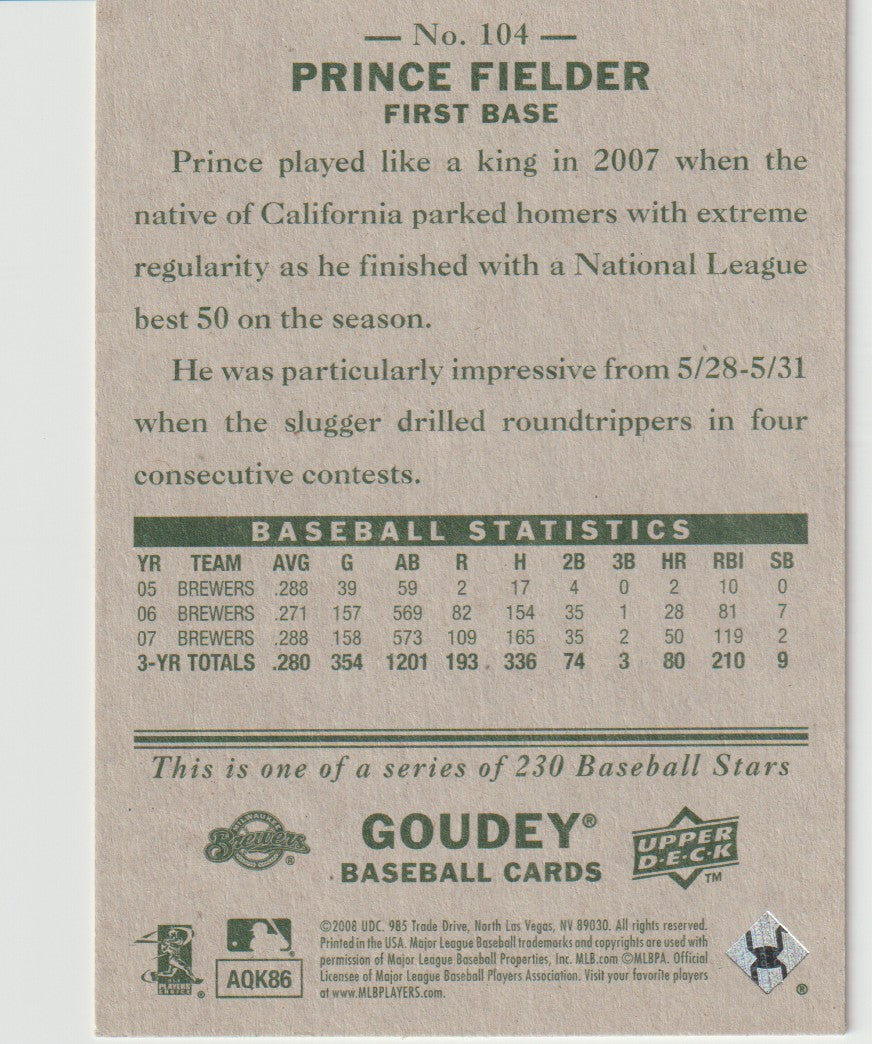 — No. 104 —
PRINCE FIELDER
FIRST BASE
Prince played like a king in 2007 when the
native of California parked homers with extreme
regularity as he finished with a National League
best 50 on the season.
He was particularly impressive from 5/28-5/31
when the slugger drilled roundtrippers in four
consecutive contests.
BASEBALL STATISTICS
YR TEAM AVG G AB R H 2B 3B HR RBI SB
05 BREWERS .288 39 59 2 17 4 0 2 10 0
06 BREWERS .271 157 569 82 154 35 1 28 81 7
07 BREWERS .288 158 573 109 165 35 2 50 119 2
3-YR TOTALS .280 354 1201 193 336 74 3 80 210 9
This is one of a series of 230 Baseball Stars
MILWAUKEE
Brewers
®
GOUDEY®
BASEBALL CARDS
UPPER
D·E·C·K
TM
PLAYERS
CHOICE
®
AQK86
©2008 UDC. 985 Trade Drive, North Las Vegas, NV 89030. All rights reserved.
Printed in the USA. Major League Baseball trademarks and copyrights are used with
permission of Major League Baseball Properties, Inc. MLB.com ©MLBPA. Official
Licensee of Major League Baseball Players Association. Visit your favorite players
at www.MLBPLAYERS.com.
®